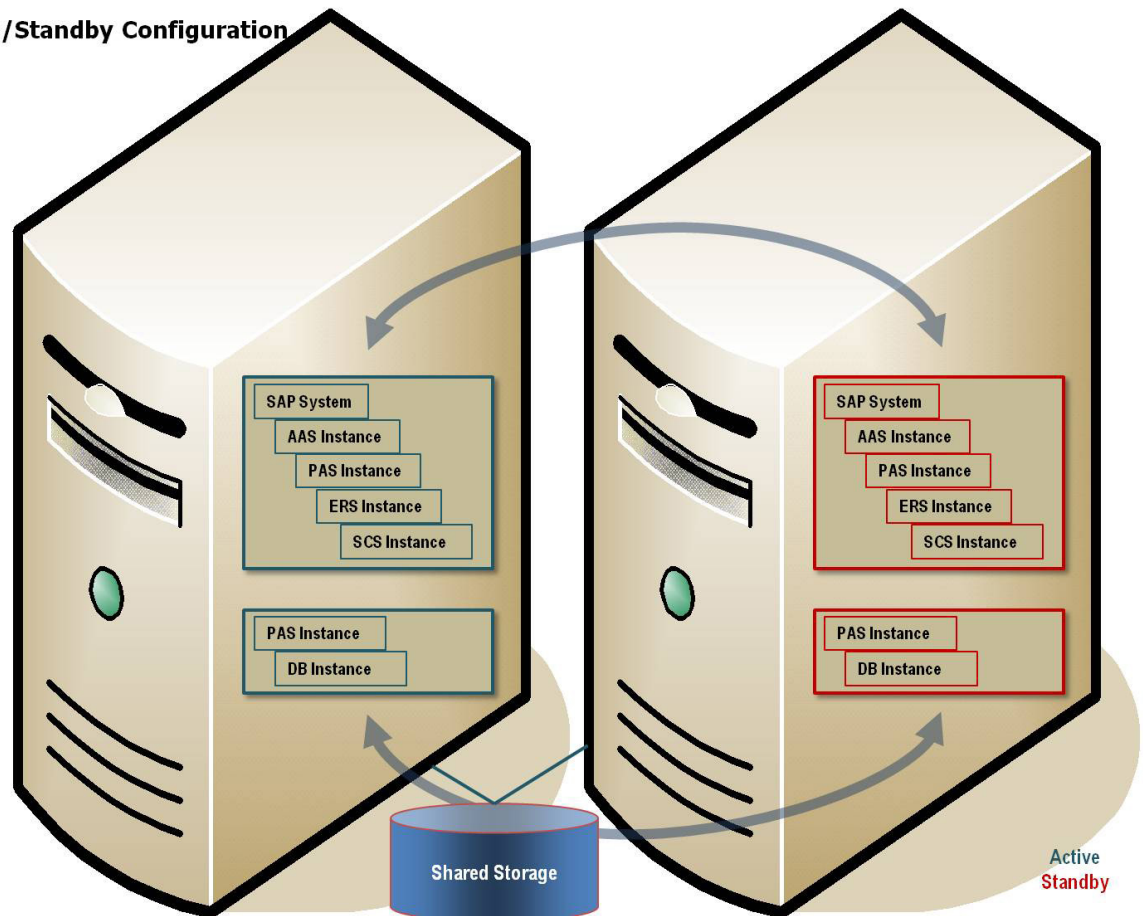 /Standby Configuration
SAP System
AAS Instance
PAS Instance
ERS Instance
SCS Instance
PAS Instance
DB Instance
SAP System
AAS Instance
PAS Instance
ERS Instance
SCS Instance
PAS Instance
DB Instance
Shared Storage
Active
Standby